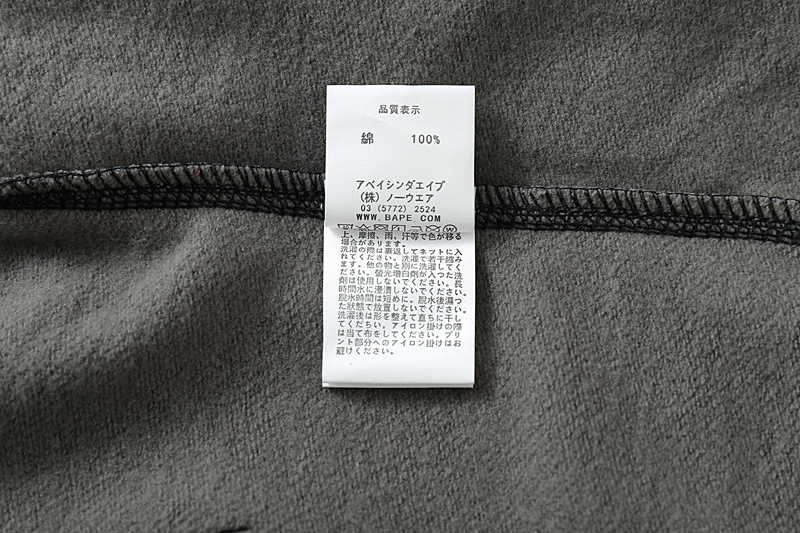 品質表示
綿 100%
アベイシンダエイプ
(株) ノーウエア
03 (5772) 2524
WWW.BAPE.COM
上、摩擦、雨、汗等で色が移る
場合があります。
洗濯の際は裏返してネットに入
れてください。洗濯で若干縮み
ます。他の物と別に洗濯してく
ださい。螢光増白剤が入った洗
剤は使用しないでください。長
時間水に浸漬しないでください。
脱水時間は短めに。脱水後濕つ
た狀態で放置しないでください。
洗濯後は形を整えて直ちに干し
てくだちい。アイロン掛けの際
は当て布をしてください。プリ
ント部分へのアイロン掛けはお
避けください。